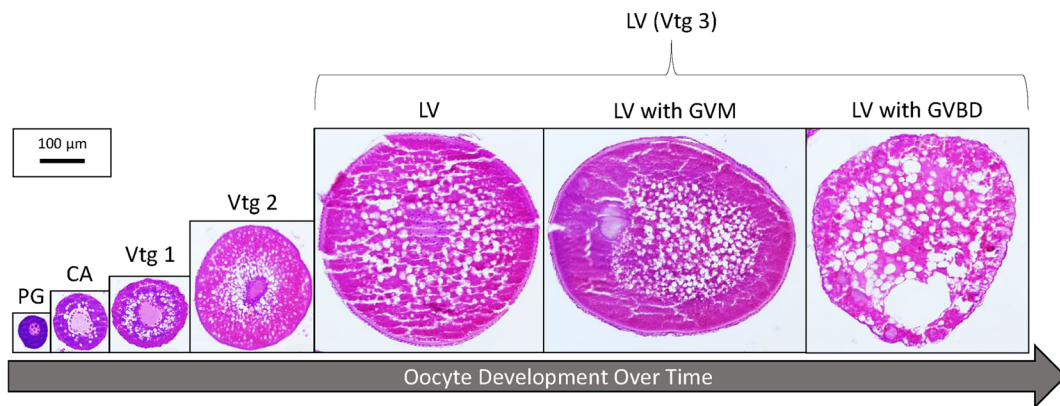 LV (Vtg 3)
LV
LV with GVM
LV with GVBD
100 µm
Vtg 2
Vtg 1
CA
PG
Oocyte Development Over Time